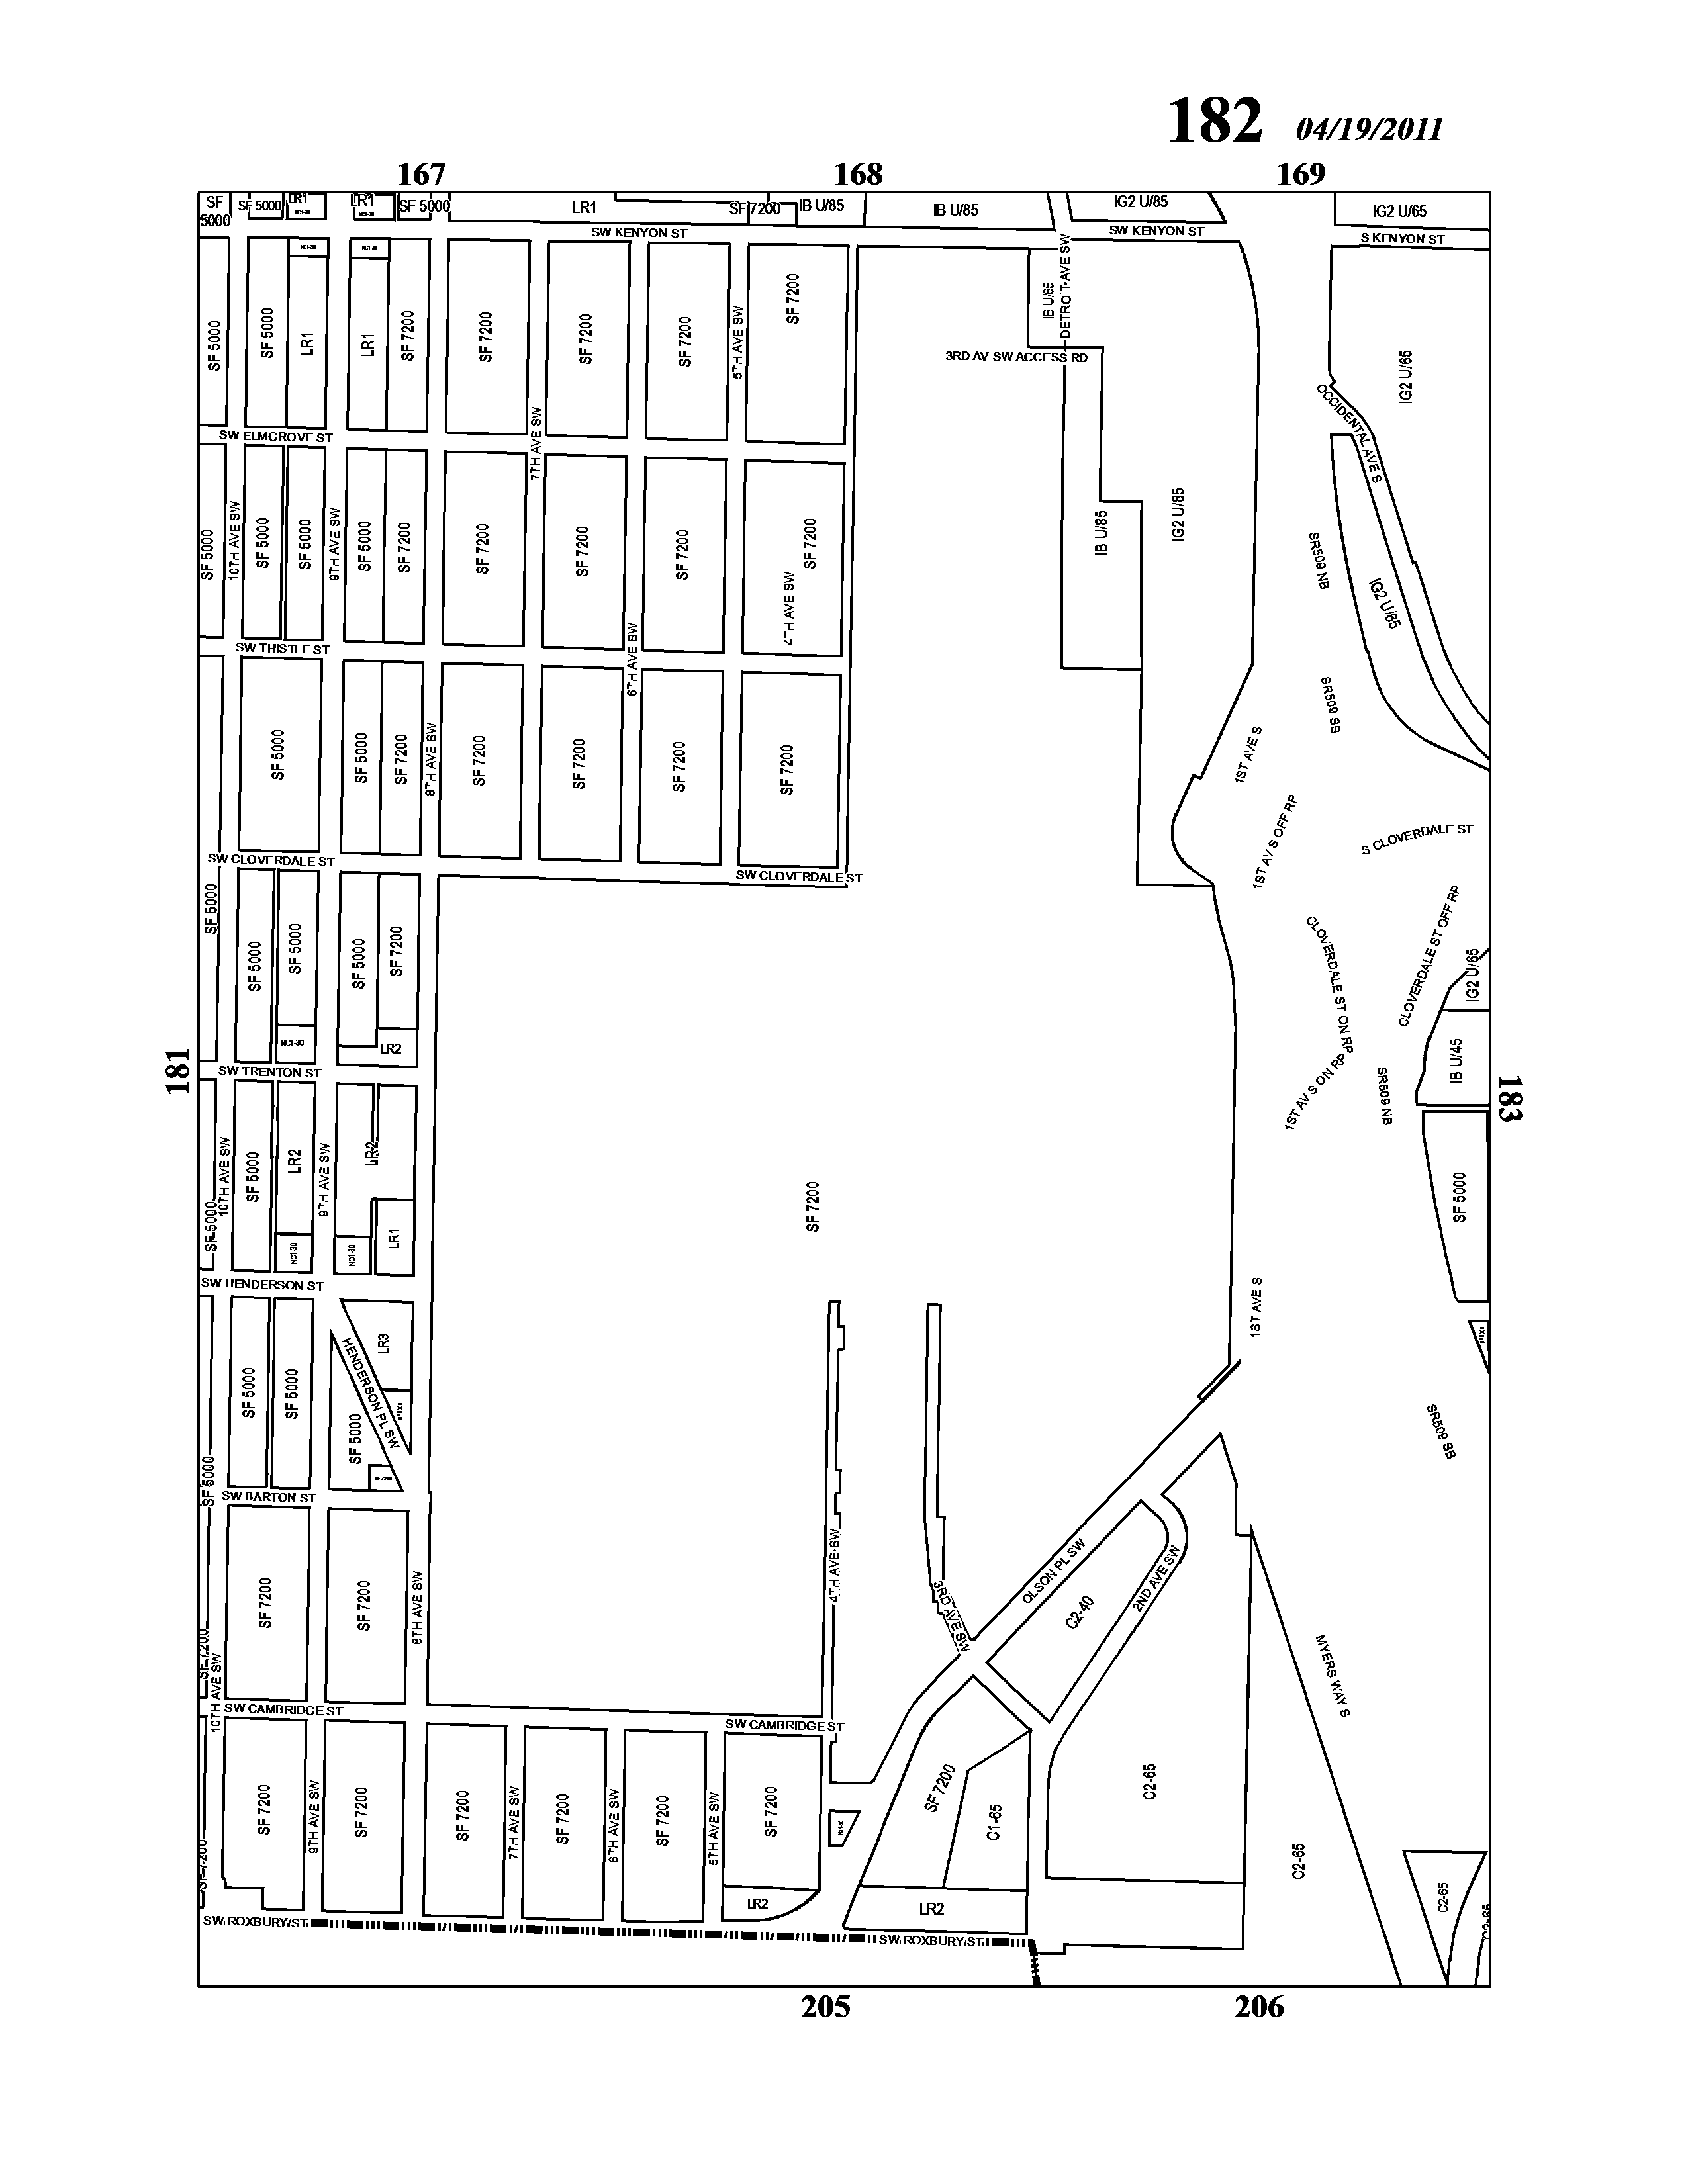 182 04/19/2011
167 168 169
SF
5000
SF 5000
LR1
NC1-30
LR1
NC1-30
SF 5000
LR1
SF 7200
IB U/85
IB U/85
IG2 U/85
IG2 U/65
SW KENYON ST
SW KENYON ST
S KENYON ST
NC1-30
NC1-30
SF 5000
SF 5000
LR1
LR1
SF 7200
SF 7200
SF 7200
SF 7200
5TH AVE SW
SF 7200
IB U/85
DETROIT AVE SW
3RD AV SW ACCESS RD
IG2 U/65
OCCIDENTAL AVE S
SW ELMGROVE ST
7TH AVE SW
SF 5000
10TH AVE SW
SF 5000
SF 5000
9TH AVE SW
SF 5000
SF 7200
SF 7200
SF 7200
SF 7200
4TH AVE SW
SF 7200
IB U/85
IG2 U/85
SR509 NB
IG2 U/65
SW THISTLE ST
6TH AVE SW
SR509 SB
SF 5000
SF 5000
SF 7200
8TH AVE SW
SF 7200
SF 7200
SF 7200
SF 7200
1ST AVE S
1ST AV S OFF RP
S CLOVERDALE ST
SW CLOVERDALE ST
SW CLOVERDALE ST
SF 5000
SF 5000
SF 5000
SF 5000
SF 7200
CLOVERDALE ST ON RP
CLOVERDALE ST OFF RP
IG2 U/65
NC1-30
LR2
181
SW TRENTON ST
1ST AV S ON RP
SR509 NB
IB U/45
183
10TH AVE SW
SF 5000
SF 5000
LR2
9TH AVE SW
LR2
LR1
NC1-30
NC1-30
SF 7200
SF 5000
SW HENDERSON ST
1ST AVE S
SF 5000
LR3
HENDERSON PL SW
SF 5000
SF 5000
SF 5000
SF 5000
SF 5000
SF 7200
SR509 SB
SW BARTON ST
SF 7200
SF 7200
8TH AVE SW
4TH AVE SW
3RD AVE SW
OLSON PL SW
C2-40
2ND AVE SW
MYERS WAY S
SF 7200
10TH AVE SW
SW CAMBRIDGE ST
SW CAMBRIDGE ST
SF 7200
SF 7200
9TH AVE SW
SF 7200
SF 7200
7TH AVE SW
SF 7200
6TH AVE SW
SF 7200
5TH AVE SW
SF 7200
SF 7200
C1-65
C2-65
C2-65
C2-65
C2-65
LR2
LR2
SW ROXBURY ST
SW ROXBURY ST
205 206